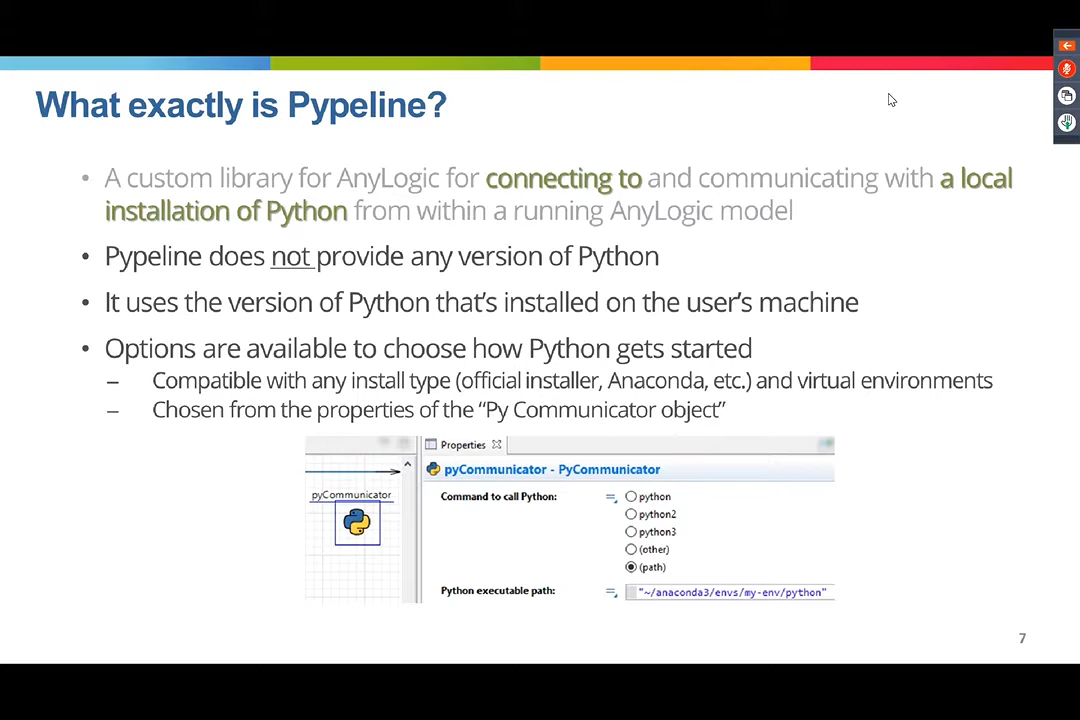 What exactly is Pypeline?
• A custom library for AnyLogic for connecting to and communicating with a local
installation of Python from within a running AnyLogic model
• Pypeline does not provide any version of Python
• It uses the version of Python that's installed on the user's machine
• Options are available to choose how Python gets started
– Compatible with any install type (official installer, Anaconda, etc.) and virtual environments
– Chosen from the properties of the “Py Communicator object”
Properties
pyCommunicator - PyCommunicator
pyCommunicator
Command to call Python:
python
python2
python3
(other)
(path)
Python executable path:
"~/anaconda3/envs/my-env/python"
7